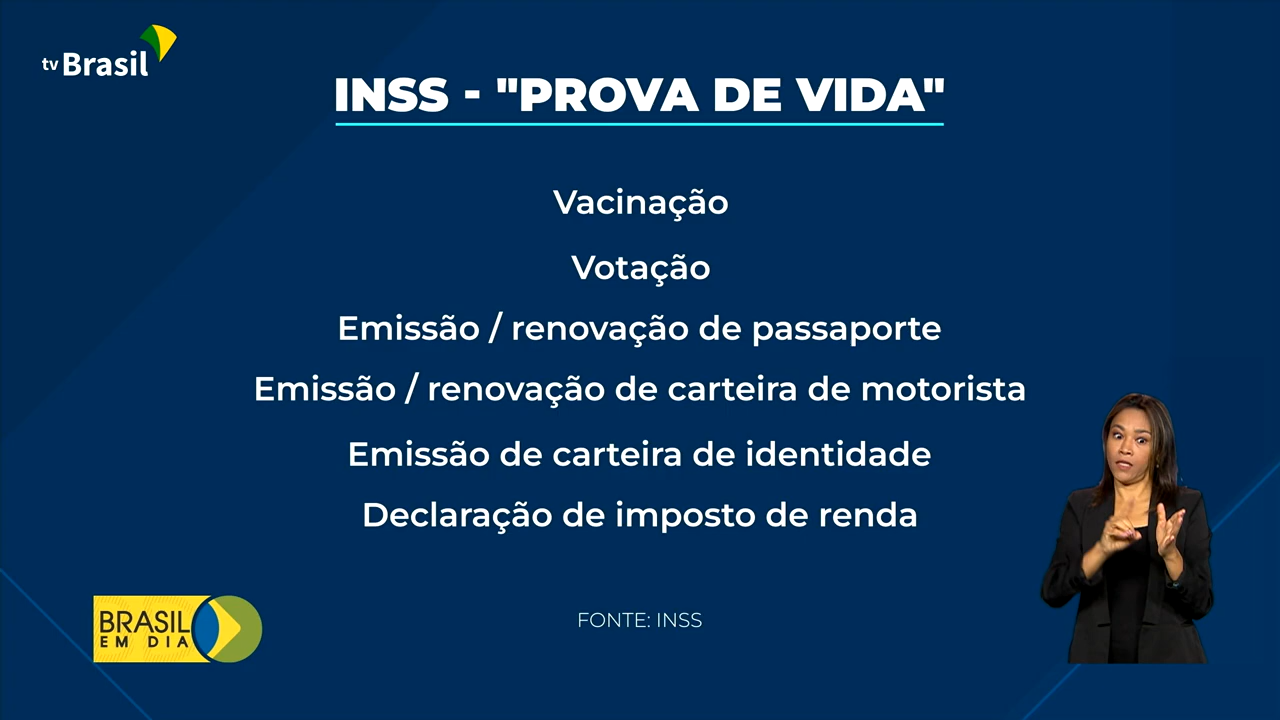 tv Brasil
INSS - "PROVA DE VIDA"
Vacinação
Votação
Emissão / renovação de passaporte
Emissão / renovação de carteira de motorista
Emissão de carteira de identidade
Declaração de imposto de renda
BRASIL
EM DIA
FONTE: INSS